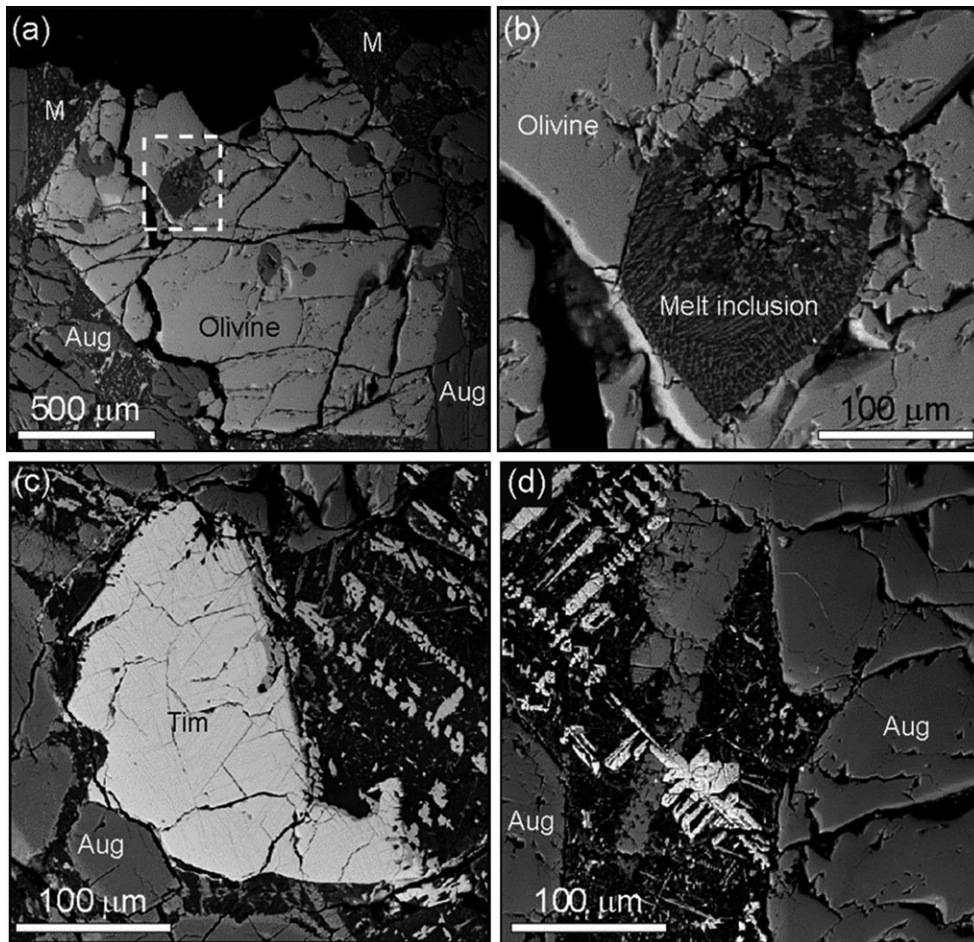 (a)
M
M
Olivine
Aug
Aug
500 μm
(b)
Olivine
Melt inclusion
100 μm
(c)
Tim
Aug
100 μm
(d)
Aug
Aug
100 μm